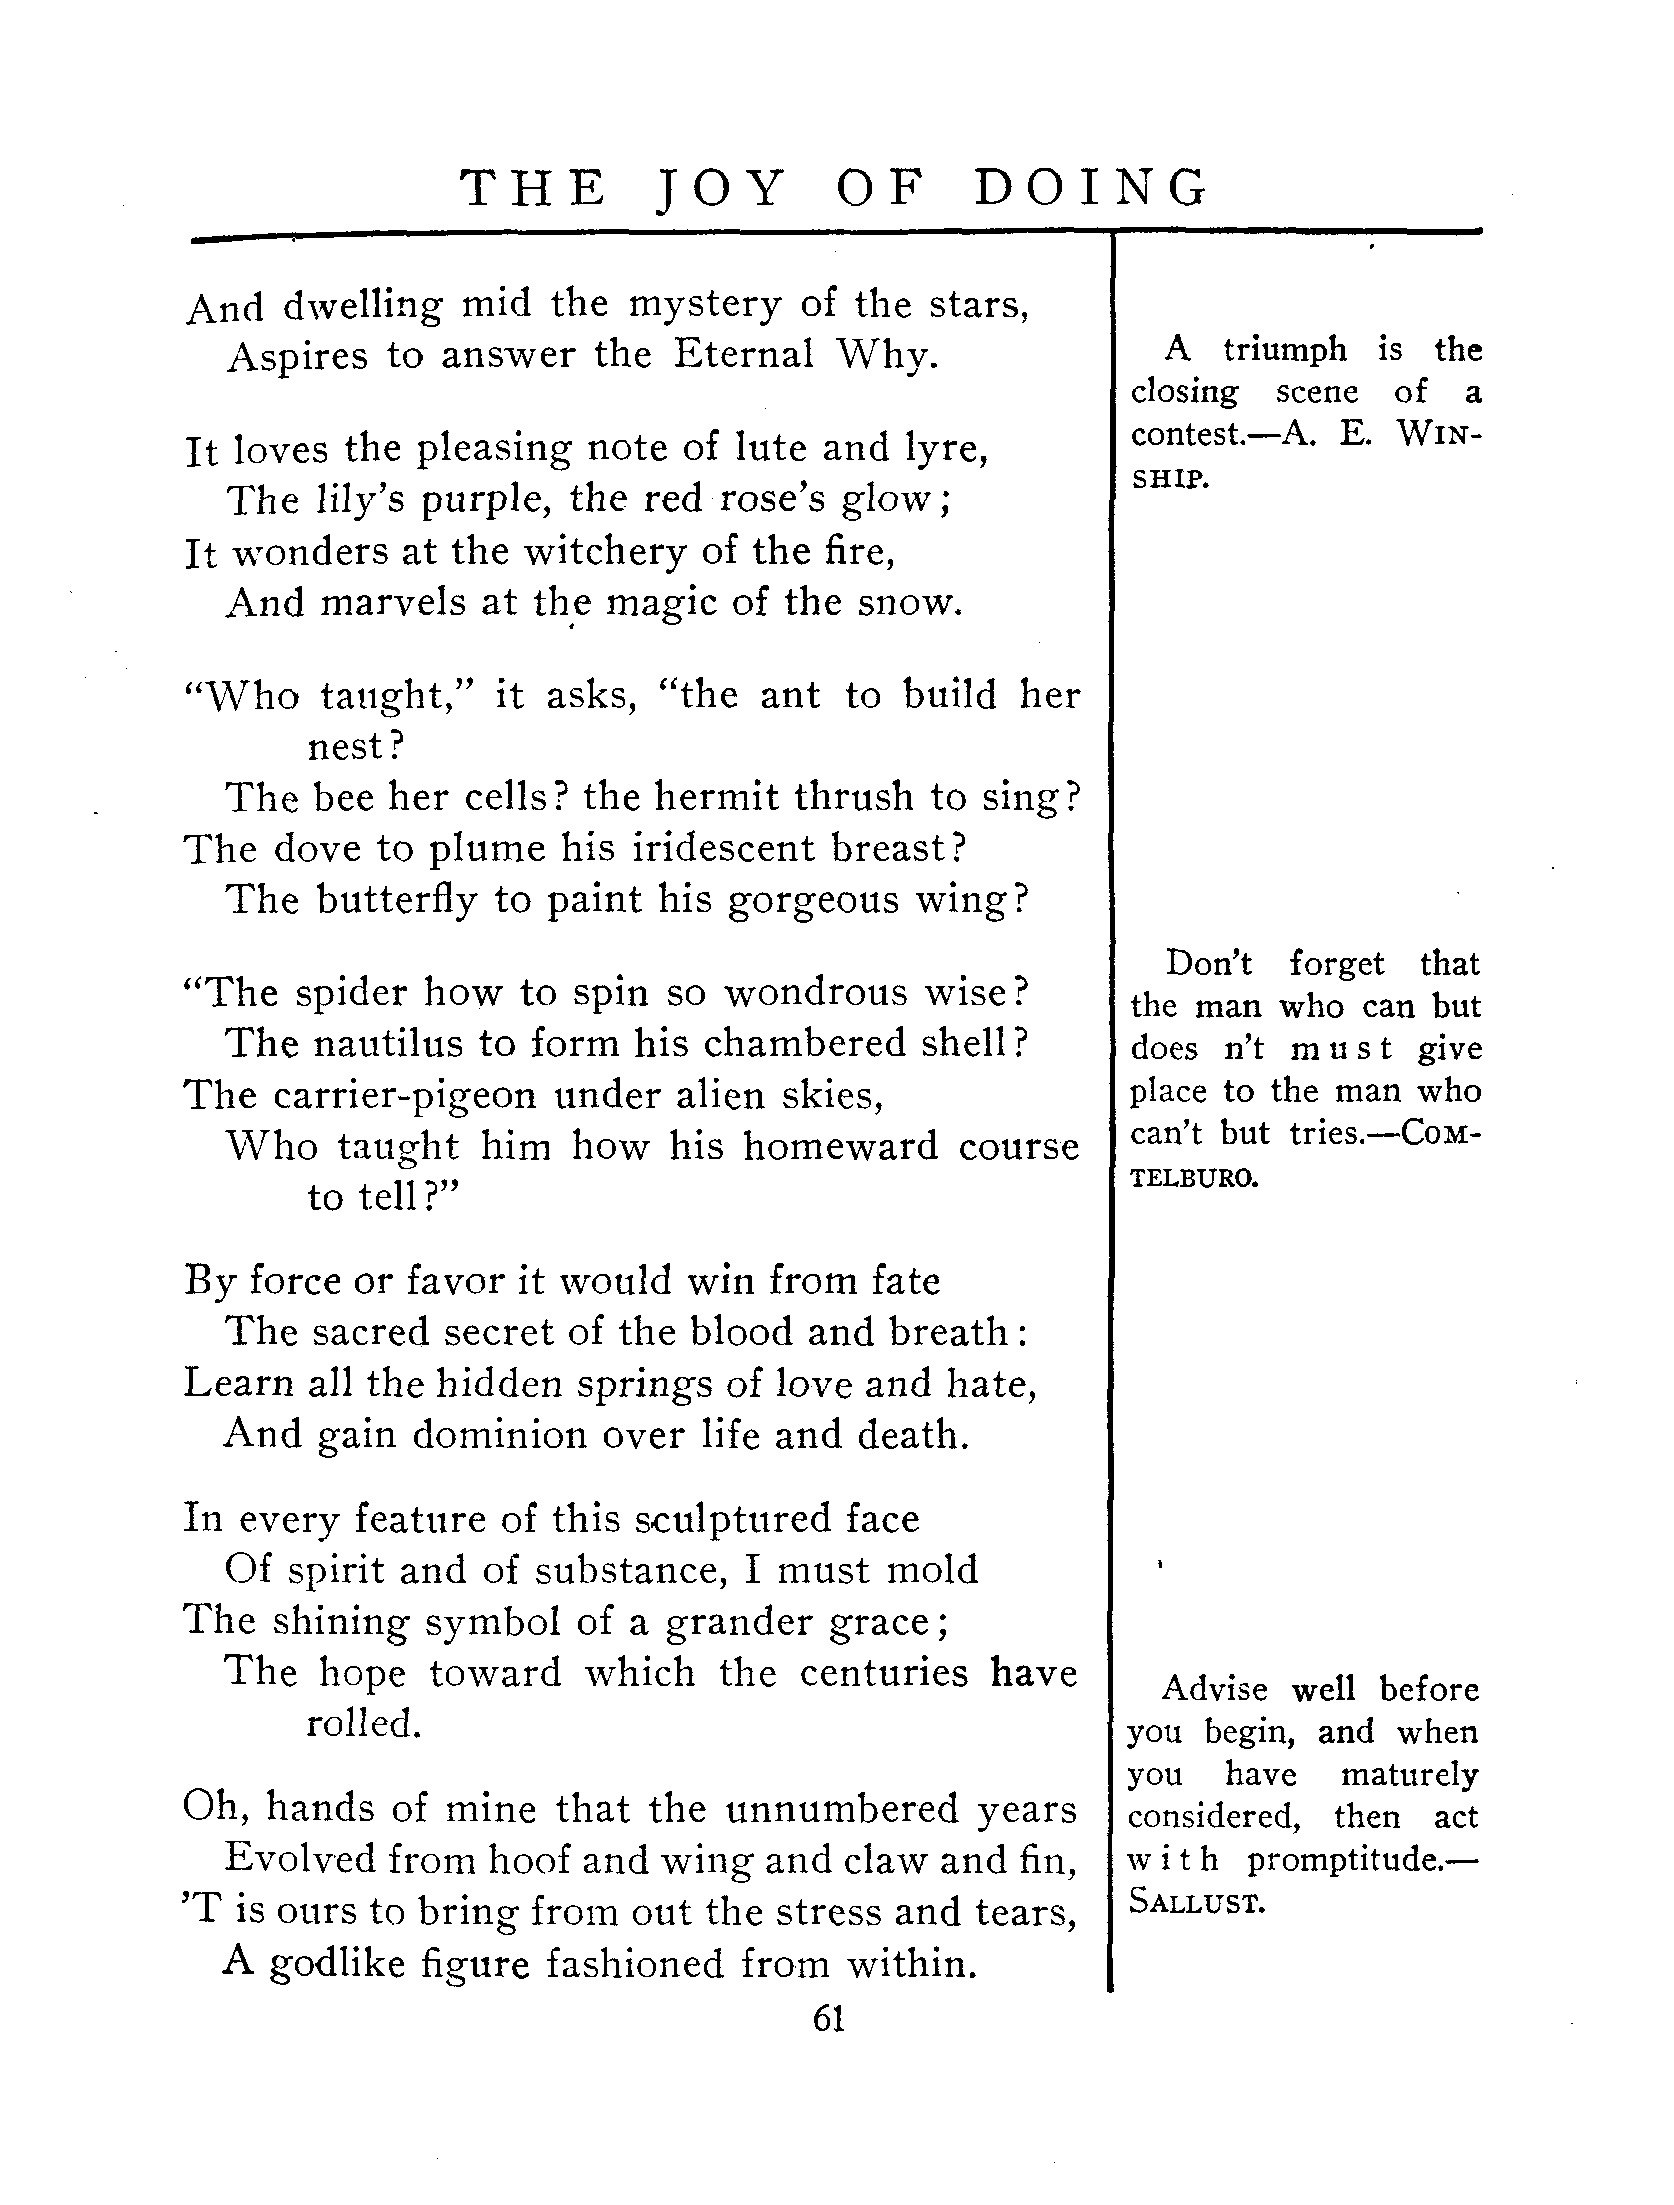 THE JOY OF DOING
And dwelling mid the mystery of the stars,
Aspires to answer the Eternal Why.
It loves the pleasing note of lute and lyre,
The lily's purple, the red rose's glow;
It wonders at the witchery of the fire,
And marvels at the magic of the snow.
“Who taught,” it asks, “the ant to build her
nest?
The bee her cells? the hermit thrush to sing?
The dove to plume his iridescent breast?
The butterfly to paint his gorgeous wing?
“The spider how to spin so wondrous wise?
The nautilus to form his chambered shell?
The carrier-pigeon under alien skies,
Who taught him how his homeward course
to tell?”
By force or favor it would win from fate
The sacred secret of the blood and breath:
Learn all the hidden springs of love and hate,
And gain dominion over life and death.
In every feature of this sculptured face
Of spirit and of substance, I must mold
The shining symbol of a grander grace;
The hope toward which the centuries have
rolled.
Oh, hands of mine that the unnumbered years
Evolved from hoof and wing and claw and fin,
'T is ours to bring from out the stress and tears,
A godlike figure fashioned from within.
A triumph is the
closing scene of a
contest.—A. E. WIN-
SHIP.
Don't forget that
the man who can but
does n't must give
place to the man who
can't but tries.—COM-
TELBURO.
Advise well before
you begin, and when
you have maturely
considered, then act
with promptitude.—
SALLUST.
61